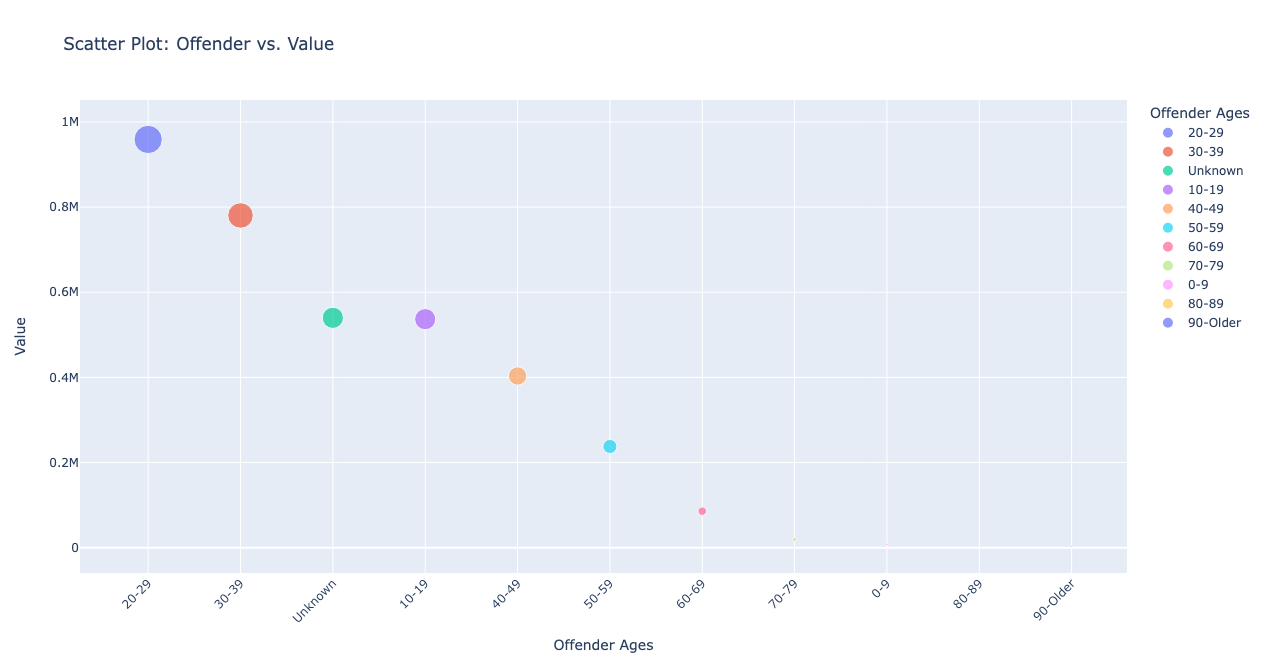 Scatter Plot: Offender vs. Value
Offender Ages
20-29
30-39
Unknown
10-19
40-49
50-59
60-69
70-79
0-9
80-89
90-Older
Value
1M
0.8M
0.6M
0.4M
0.2M
0
20-29
30-39
Unknown
10-19
40-49
50-59
60-69
70-79
0-9
80-89
90-Older
Offender Ages